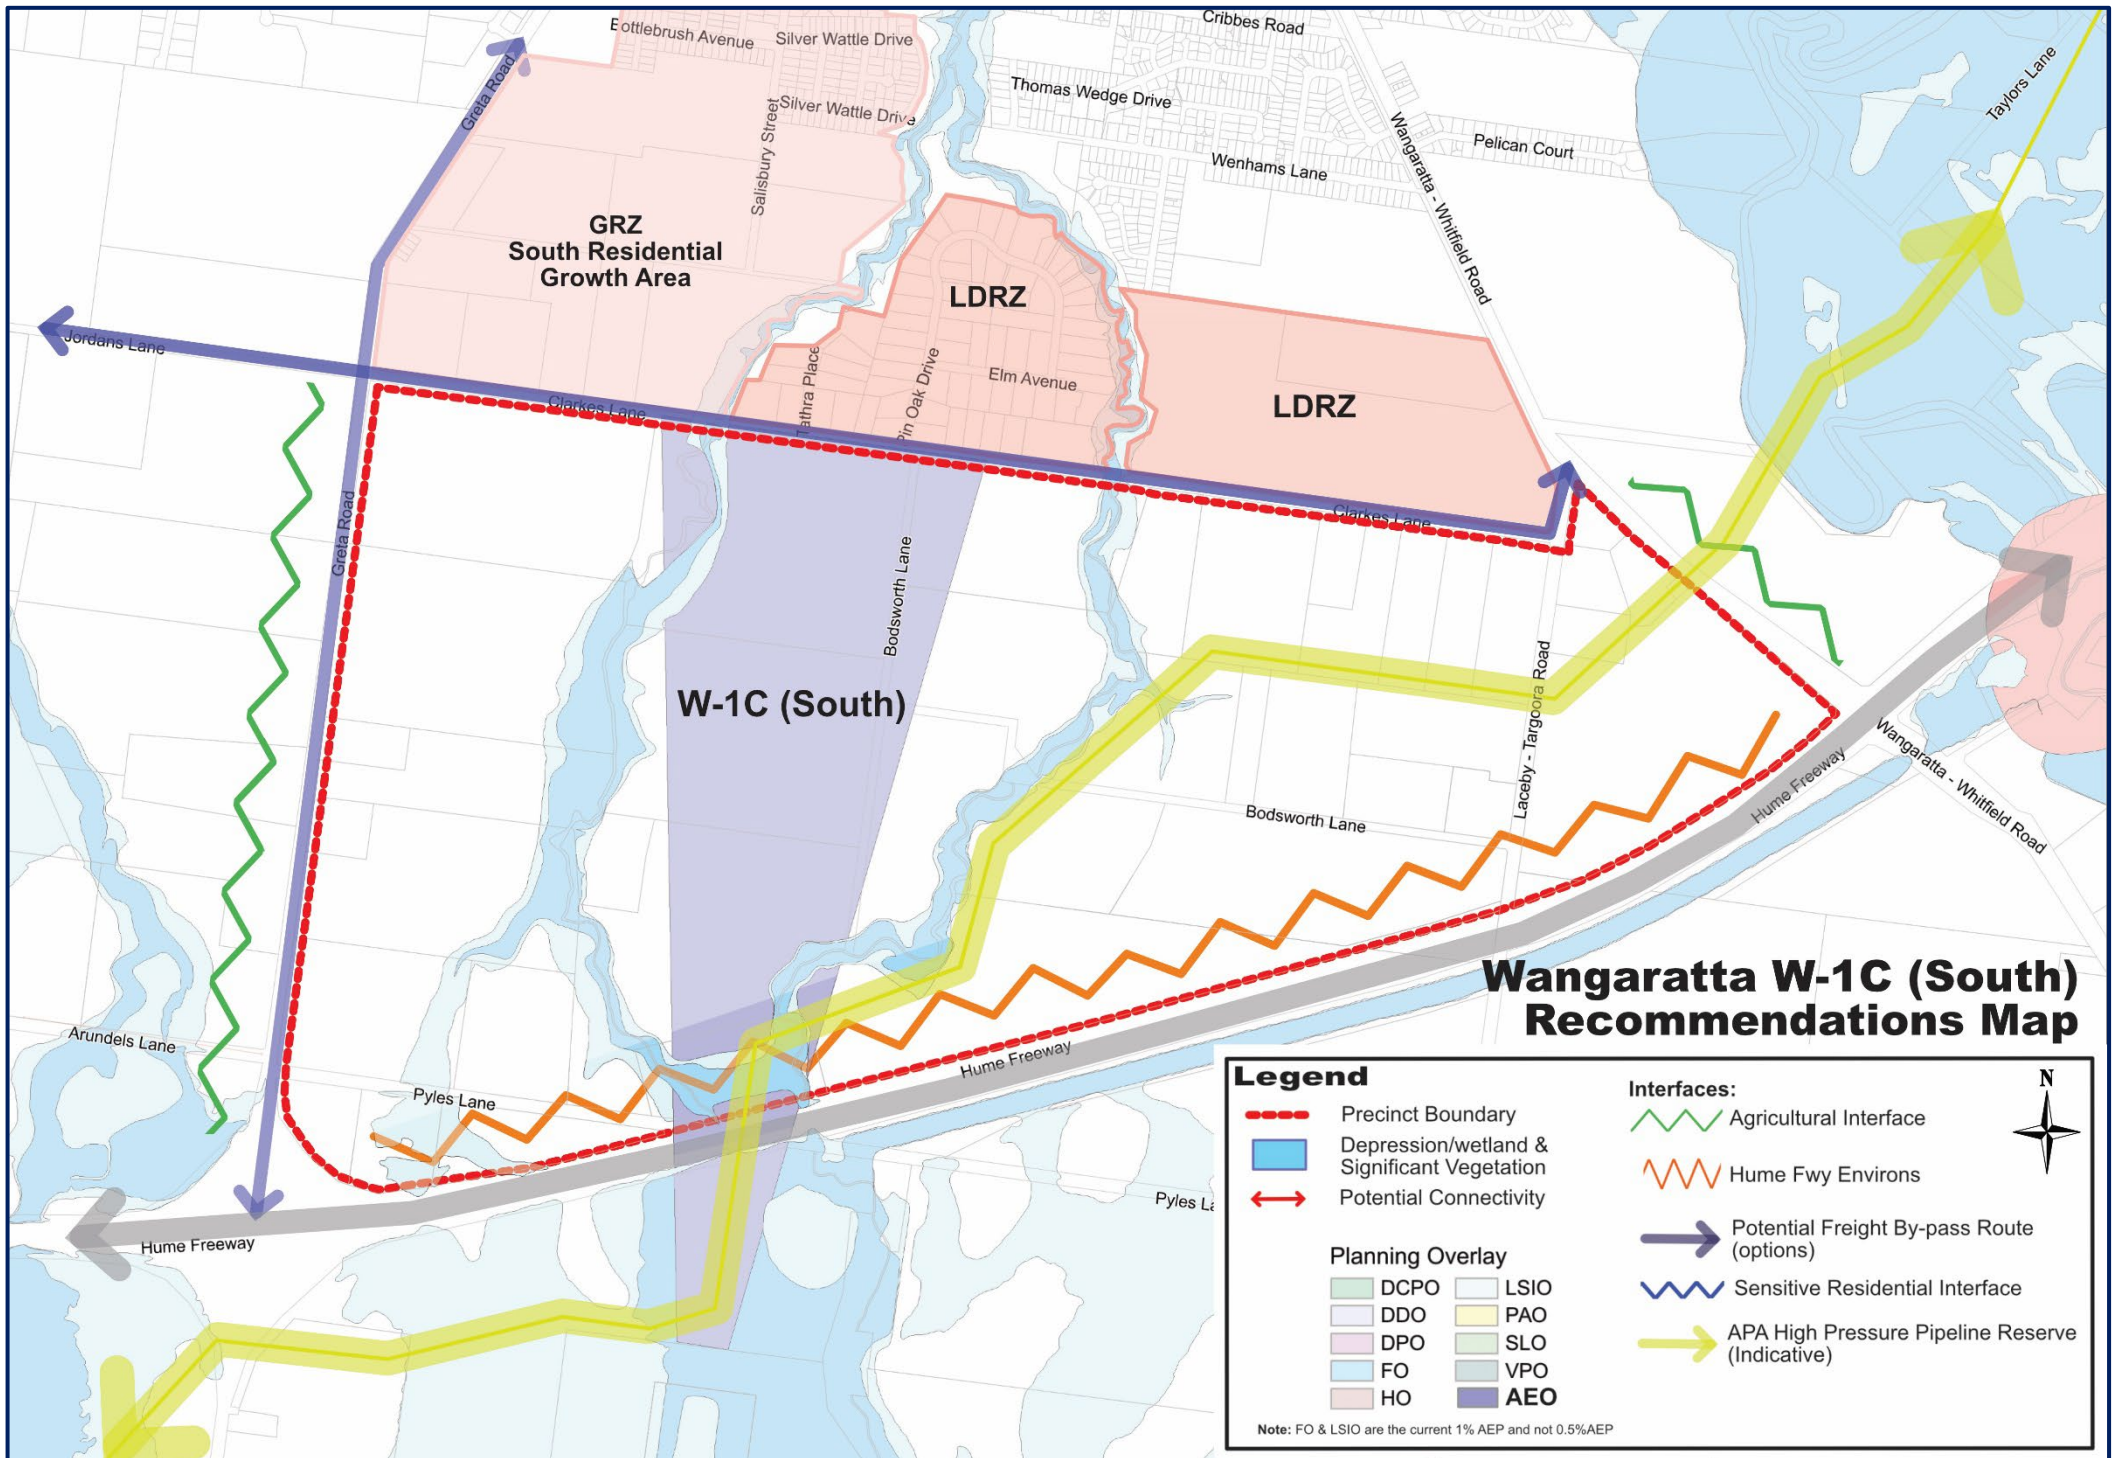 Bottlebrush Avenue
Silver Wattle Drive
Cribbes Road
Greta Road
Silver Wattle Drive
Salisbury Street
Thomas Wedge Drive
Wangaratta - Whitfield Road
Pelican Court
Wenhams Lane
Taylors Lane
GRZ
South Residential
Growth Area
LDRZ
Jordans Lane
Tathra Place
Pin Oak Drive
Elm Avenue
LDRZ
Clarkes Lane
Clarkes Lane
Greta Road
Bodsworth Lane
W-1C (South)
Laceby - Targoora Road
Bodsworth Lane
Hume Freeway
Wangaratta - Whitfield Road
Arundels Lane
Pyles Lane
Hume Freeway
Hume Freeway
Pyles La
Wangaratta W-1C (South)
Recommendations Map
Legend
Precinct Boundary
Depression/wetland &
Significant Vegetation
Potential Connectivity
Planning Overlay
DCPO
LSIO
DDO
PAO
DPO
SLO
FO
VPO
HO
AEO
Note: FO & LSIO are the current 1% AEP and not 0.5%AEP
Interfaces:
N
Agricultural Interface
Hume Fwy Environs
Potential Freight By-pass Route
(options)
Sensitive Residential Interface
APA High Pressure Pipeline Reserve
(Indicative)